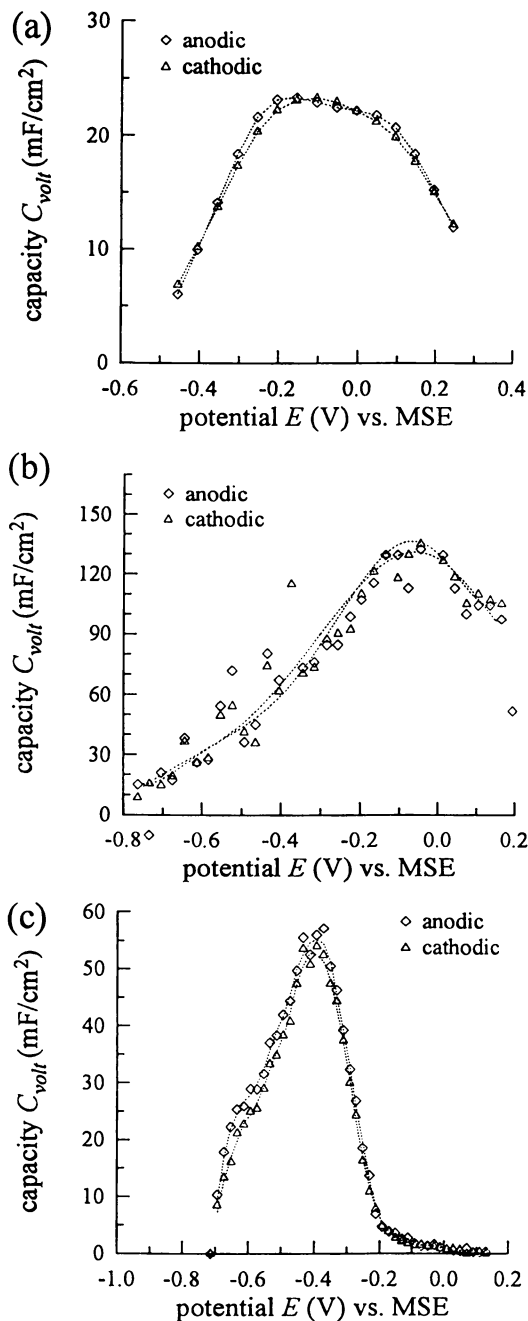 (a)
30
20
10
0
capacity C_volt (mF/cm²)
anodic
cathodic
-0.6 -0.4 -0.2 0.0 0.2 0.4
potential E (V) vs. MSE
(b)
150
120
90
60
30
0
capacity C_volt (mF/cm²)
anodic
cathodic
-0.8 -0.6 -0.4 -0.2 0.0 0.2
potential E (V) vs. MSE
(c)
60
50
40
30
20
10
0
capacity C_volt (mF/cm²)
anodic
cathodic
-1.0 -0.8 -0.6 -0.4 -0.2 0.0 0.2
potential E (V) vs. MSE